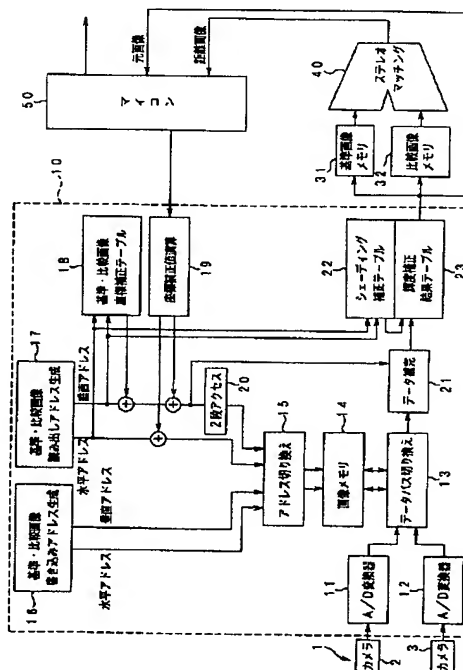 10
16
基準・比較画像
書き込みアドレス生成
17
基準・比較画像
読み出しアドレス生成
水平アドレス
垂直アドレス
水平アドレス
垂直アドレス
18
基準・比較画像
座標補正テーブル
19
座標補正値演算
50
マイコン
元画像
距離画像
2段アクセス
20
アドレス切り換え
15
画像メモリ
14
データバス切り換え
13
データ補完
21
シェーディング
補正テーブル
22
輝度補正
結果テーブル
23
基準画像
メモリ
31
比較画像
メモリ
32
ステレオ
マッチング
40
1
カメラ
2
カメラ
3
A/D変換器
11
A/D変換器
12